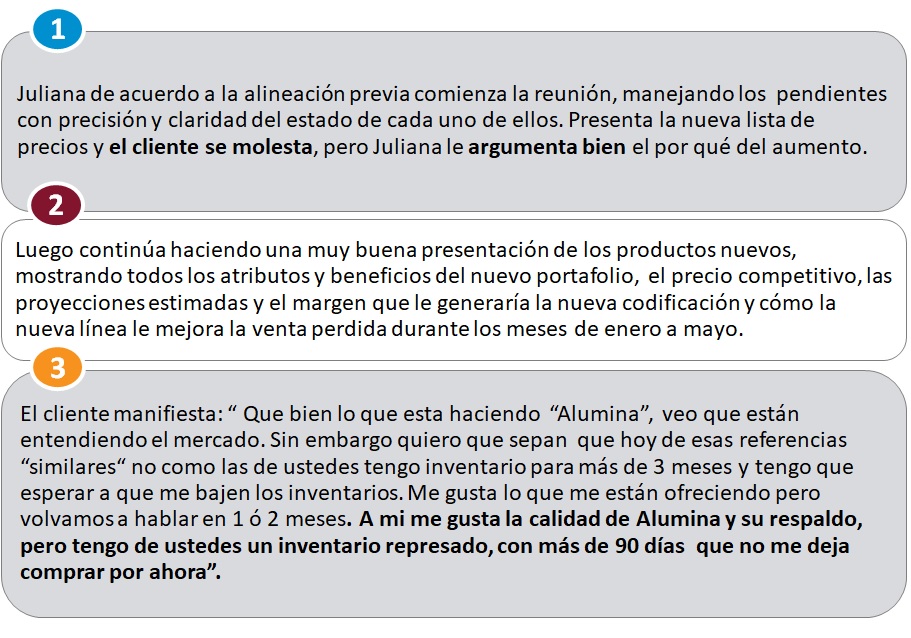 1
Juliana de acuerdo a la alineación previa comienza la reunión, manejando los pendientes
con precisión y claridad del estado de cada uno de ellos. Presenta la nueva lista de
precios y el cliente se molesta, pero Juliana le argumenta bien el por qué del aumento.
2
Luego continúa haciendo una muy buena presentación de los productos nuevos,
mostrando todos los atributos y beneficios del nuevo portafolio, el precio competitivo, las
proyecciones estimadas y el margen que le generaría la nueva codificación y cómo la
nueva línea le mejora la venta perdida durante los meses de enero a mayo.
3
El cliente manifiesta: “ Que bien lo que esta haciendo “Alumina”, veo que están
entendiendo el mercado. Sin embargo quiero que sepan que hoy de esas referencias
“similares“ no como las de ustedes tengo inventario para más de 3 meses y tengo que
esperar a que me bajen los inventarios. Me gusta lo que me están ofreciendo pero
volvamos a hablar en 1 ó 2 meses. A mi me gusta la calidad de Alumina y su respaldo,
pero tengo de ustedes un inventario represado, con más de 90 días que no me deja
comprar por ahora”.